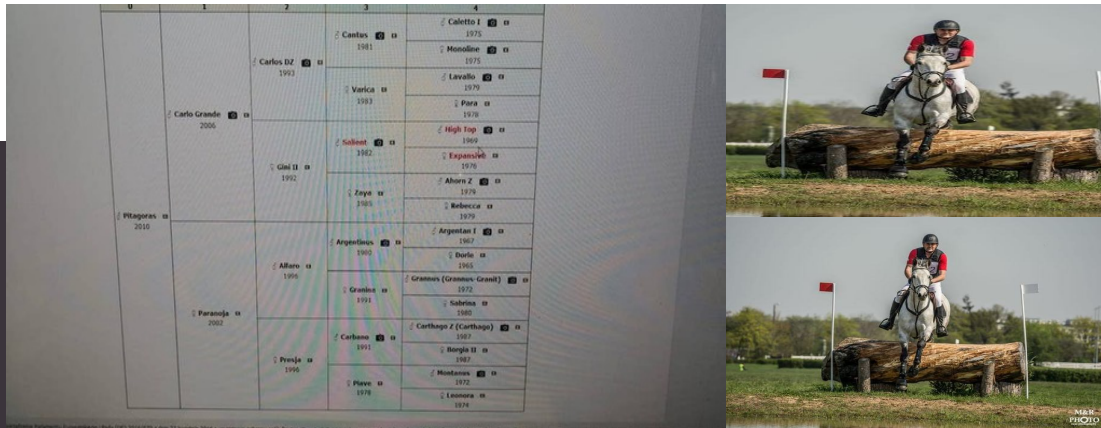 0 1 2 3 4
Pitagoras
2010
Carlo Grande
2006
Carlos DZ
1993
Cantus
1981
Caletto I
1975
Monoline
1975
Varica
1983
Lavallo
1979
Para
1978
Gini II
1992
Salient
1982
High Top
1969
Expansive
1976
Zaya
1985
Ahorn Z
1979
Rebecca
1979
Paranoja
2002
Alfaro
1996
Argentinus
1980
Argentan I
1967
Dorle
1965
Granina
1991
Grannus (Grannus-Granit)
1972
Sabrina
1980
Presja
1996
Carbano
1991
Carthago Z (Carthago)
1987
Borgia II
1987
Piave
1978
Montanus
1972
Leonora
1974
M&R
PHOTO